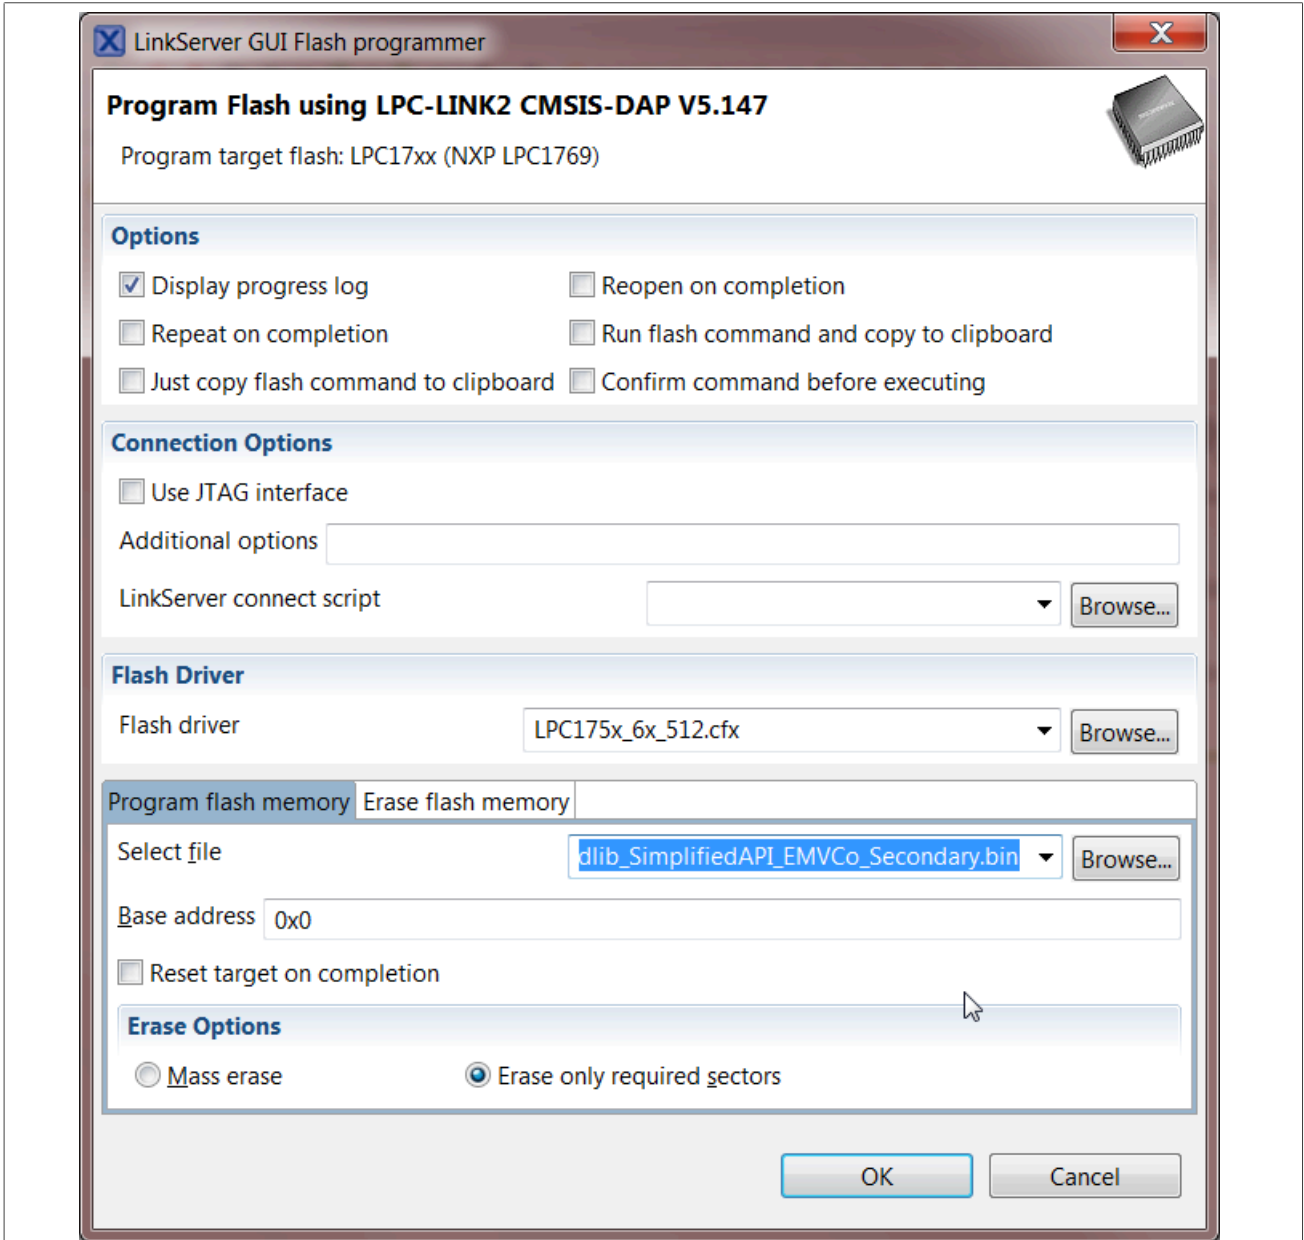 LinkServer GUI Flash programmer
Program Flash using LPC-LINK2 CMSIS-DAP V5.147
Program target flash: LPC17xx (NXP LPC1769)
Options
Display progress log Reopen on completion
Repeat on completion Run flash command and copy to clipboard
Just copy flash command to clipboard Confirm command before executing
Connection Options
Use JTAG interface
Additional options
LinkServer connect script Browse...
Flash Driver
Flash driver LPC175x_6x_512.cfx Browse...
Program flash memory Erase flash memory
Select file dlib_SimplifiedAPI_EMVCo_Secondary.bin Browse...
Base address 0x0
Reset target on completion
Erase Options
Mass erase Erase only required sectors
OK Cancel